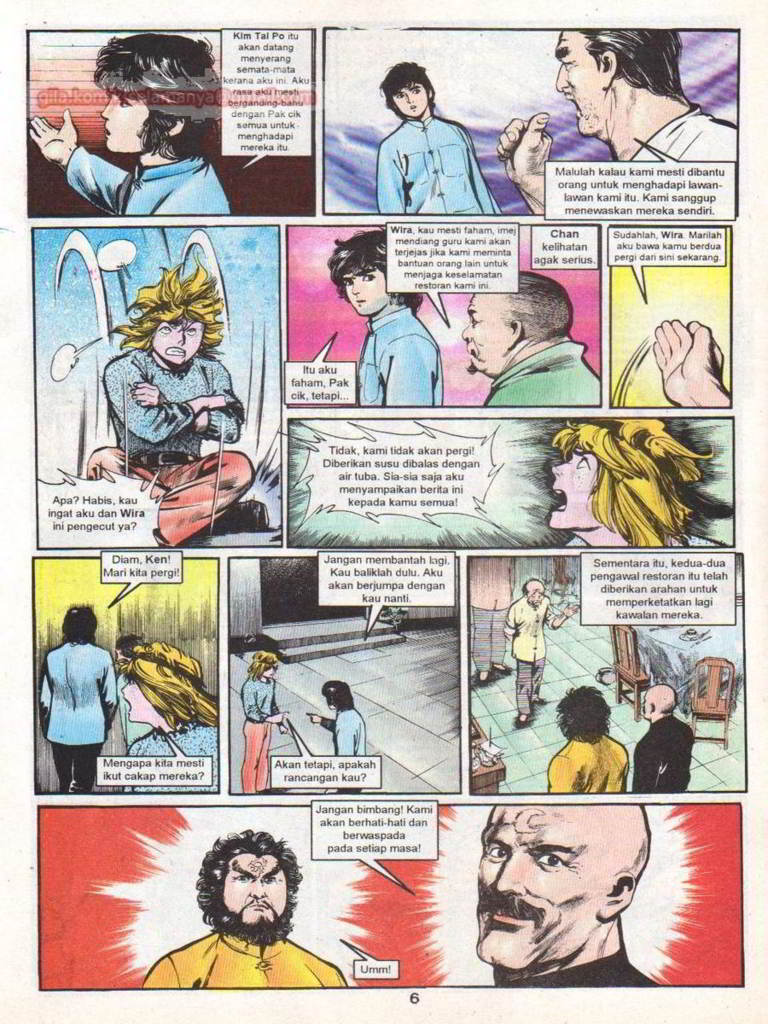 Kim Tai Po itu
akan datang
menyerang
semata-mata
kerana aku ini. Aku
rasa aku mesti
berganding-bahu
dengan Pak cik
semua untuk
menghadapi
mereka itu.
Malulah kalau kami mesti dibantu
orang untuk menghadapi lawan-
lawan kami itu. Kami sanggup
menewaskan mereka sendiri.
Apa? Habis, kau
ingat aku dan Wira
ini pengecut ya?
Wira, kau mesti faham, imej
mendiang guru kami akan
terjejas jika kami meminta
bantuan orang lain untuk
menjaga keselamatan
restoran kami ini.
Itu aku
faham, Pak
cik, tetapi...
Chan
kelihatan
agak serius.
Sudahlah, Wira. Marilah
aku bawa kamu berdua
pergi dari sini sekarang.
Tidak, kami tidak akan pergi!
Diberikan susu dibalas dengan
air tuba. Sia-sia saja aku
menyampaikan berita ini
kepada kamu semua!
Diam, Ken!
Mari kita pergi!
Mengapa kita mesti
ikut cakap mereka?
Jangan membantah lagi.
Kau baliklah dulu. Aku
akan berjumpa dengan
kau nanti.
Akan tetapi, apakah
rancangan kau?
Sementara itu, kedua-dua
pengawal restoran itu telah
diberikan arahan untuk
memperketatkan lagi
kawalan mereka.
Jangan bimbang! Kami
akan berhati-hati dan
berwaspada
pada setiap masa!
Umm!
6